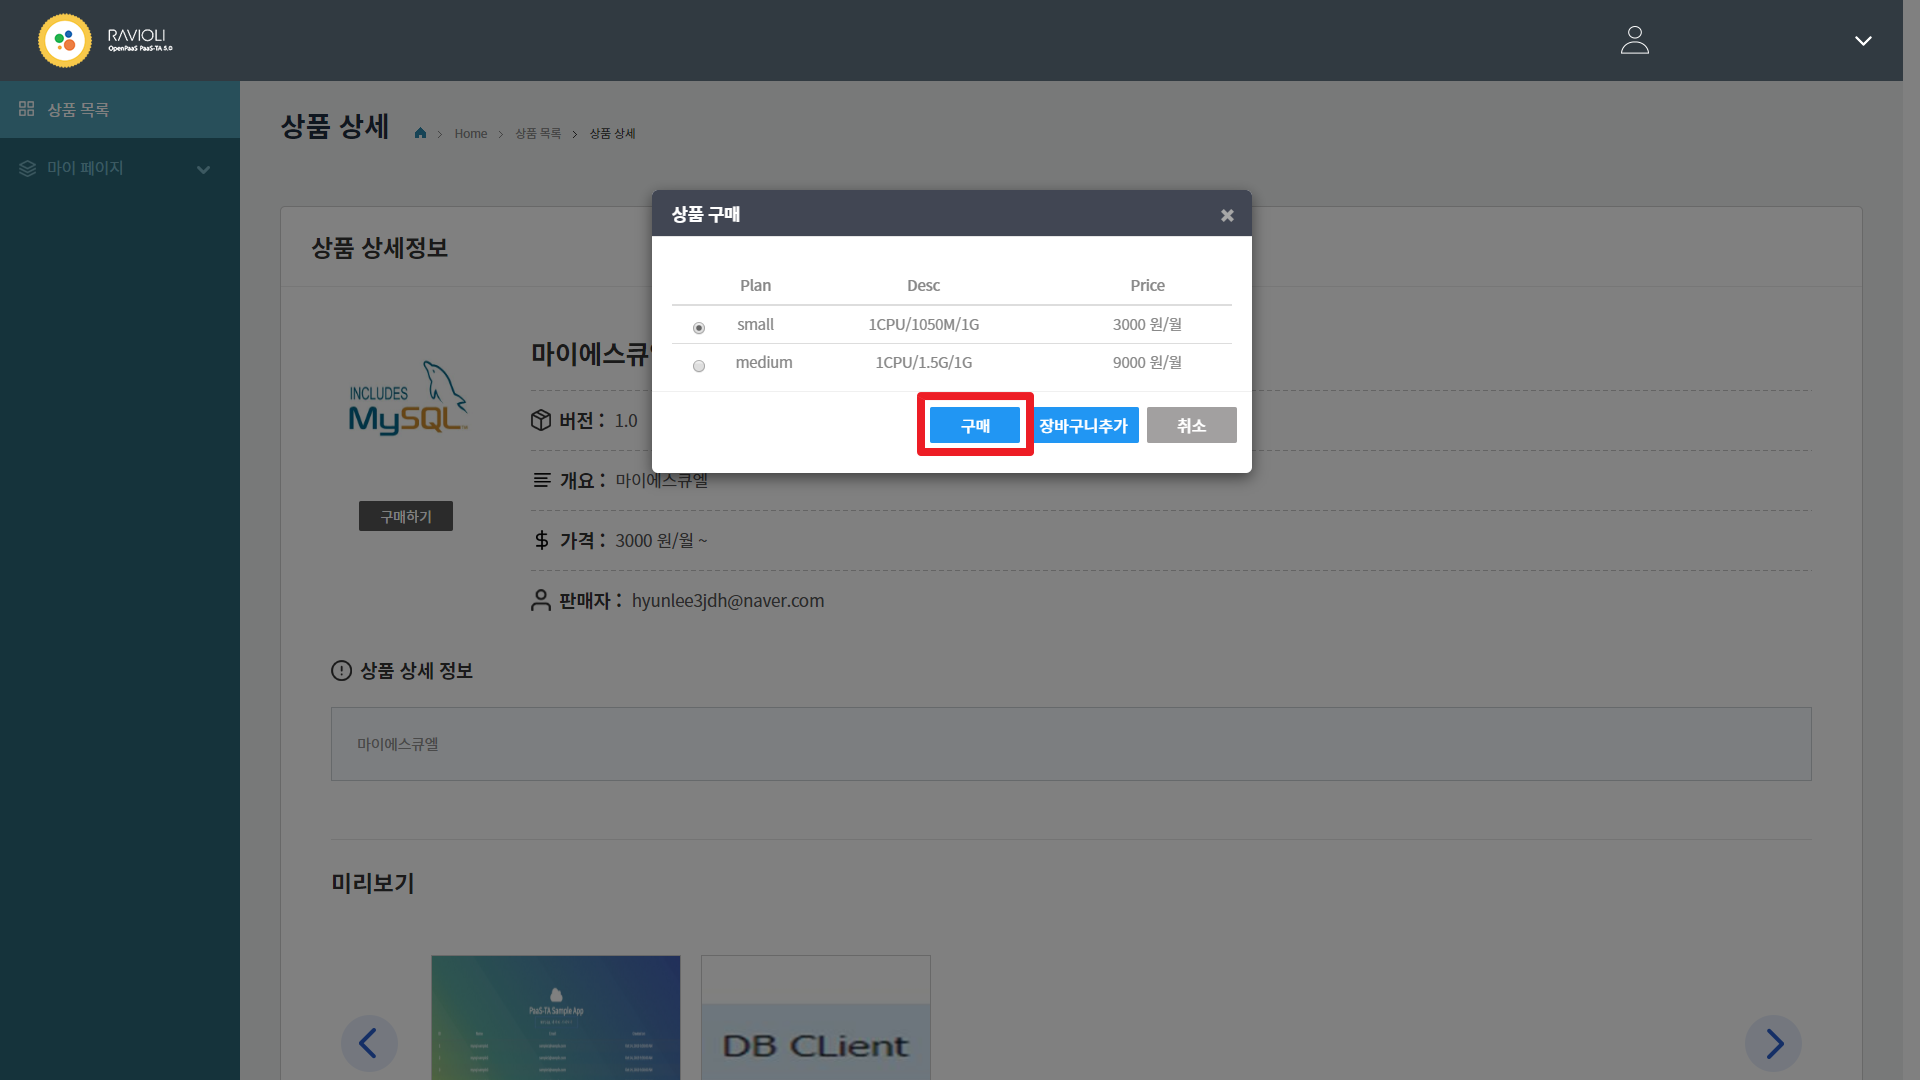 RAVIOLI
OpenPaaS PaaS-TA 5.0
상품 목록
마이 페이지
상품 상세
Home
상품 목록
상품 상세
상품 상세정보
상품 구매
Plan Desc Price
small 1CPU/1050M/1G 3000 원/월
medium 1CPU/1.5G/1G 9000 원/월
구매 장바구니추가 취소
INCLUDES
MySQL
구매하기
마이에스큐
버전 : 1.0
개요 : 마이에스큐엘
가격 : 3000 원/월 ~
판매자 : hyunlee3jdh@naver.com
상품 상세 정보
마이에스큐엘
미리보기
PaaS-TA Sample App
DB CLient